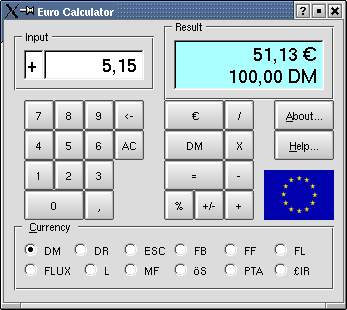 Euro Calculator ? • ×
Input Result
+ 5,15 51,13 €
100,00 DM
7 8 9 <- € / About...
4 5 6 AC DM X Help...
1 2 3 = -
0 , % +/- +
Currency
DM DR ESC FB FF FL
FLUX L MF öS PTA £IR